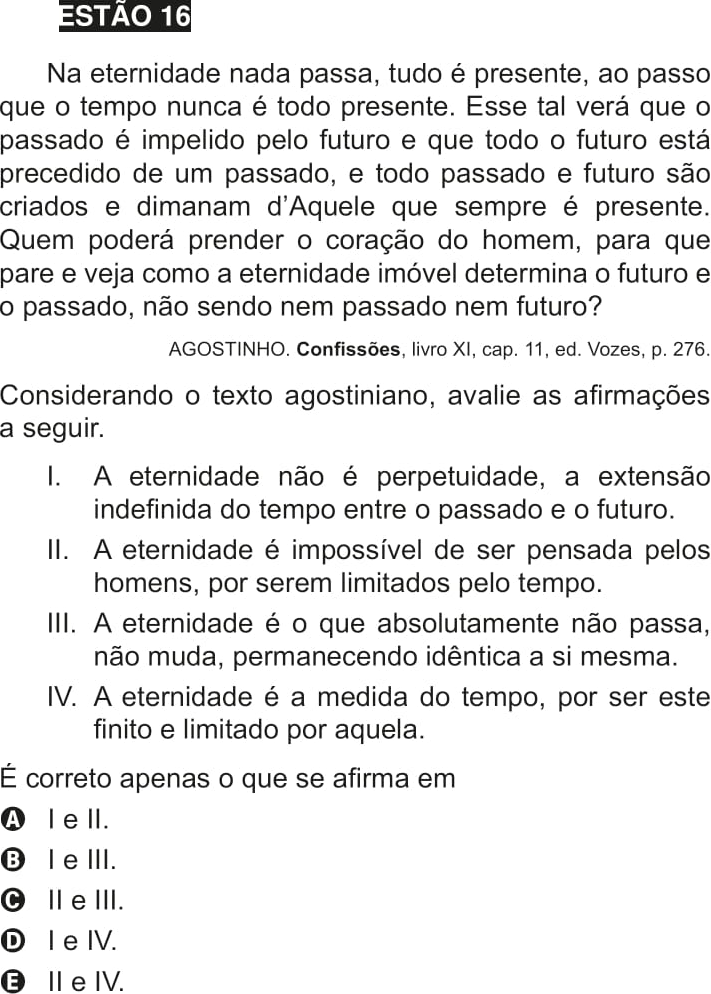 ESTÃO 16
Na eternidade nada passa, tudo é presente, ao passo
que o tempo nunca é todo presente. Esse tal verá que o
passado é impelido pelo futuro e que todo o futuro está
precedido de um passado, e todo passado e futuro são
criados e dimanam d’Aquele que sempre é presente.
Quem poderá prender o coração do homem, para que
pare e veja como a eternidade imóvel determina o futuro e
o passado, não sendo nem passado nem futuro?
AGOSTINHO. Confissões, livro XI, cap. 11, ed. Vozes, p. 276.
Considerando o texto agostiniano, avalie as afirmações
a seguir.
I. A eternidade não é perpetuidade, a extensão
indefinida do tempo entre o passado e o futuro.
II. A eternidade é impossível de ser pensada pelos
homens, por serem limitados pelo tempo.
III. A eternidade é o que absolutamente não passa,
não muda, permanecendo idêntica a si mesma.
IV. A eternidade é a medida do tempo, por ser este
finito e limitado por aquela.
É correto apenas o que se afirma em
A I e II.
B I e III.
C II e III.
D I e IV.
E II e IV.